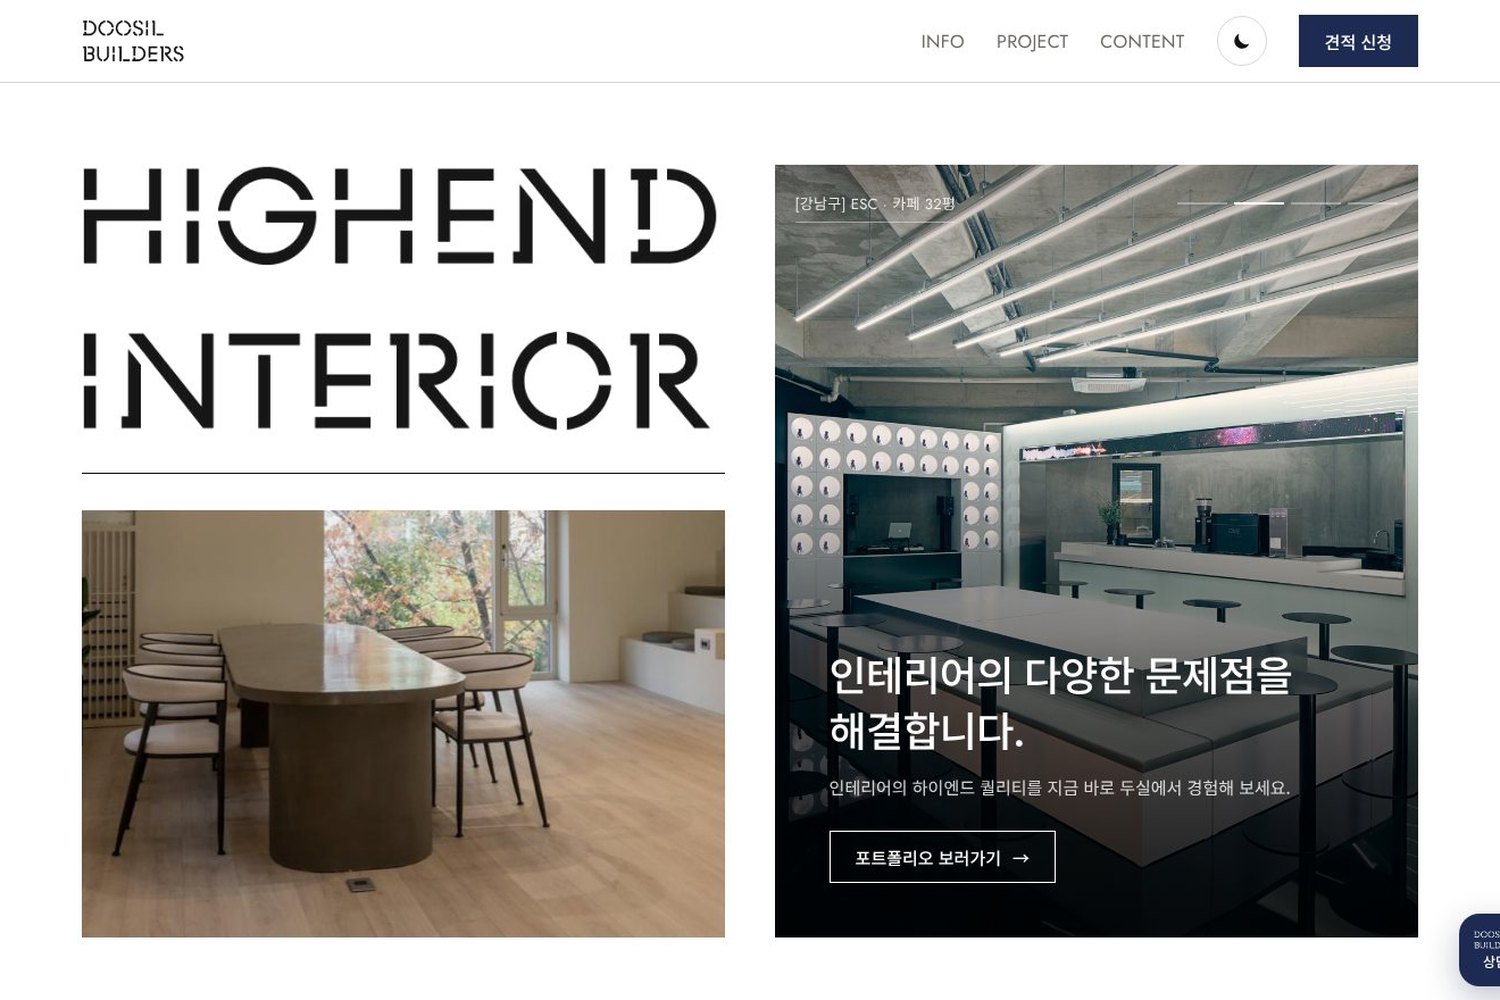 DOOSIL
BUILDERS
INFO
PROJECT
CONTENT
견적 신청
HIGHEND
INTERIOR
[강남구] ESC · 카페 32평
인테리어의 다양한 문제점을
해결합니다.
인테리어의 하이엔드 퀄리티를 지금 바로 두실에서 경험해 보세요.
포트폴리오 보러가기 →